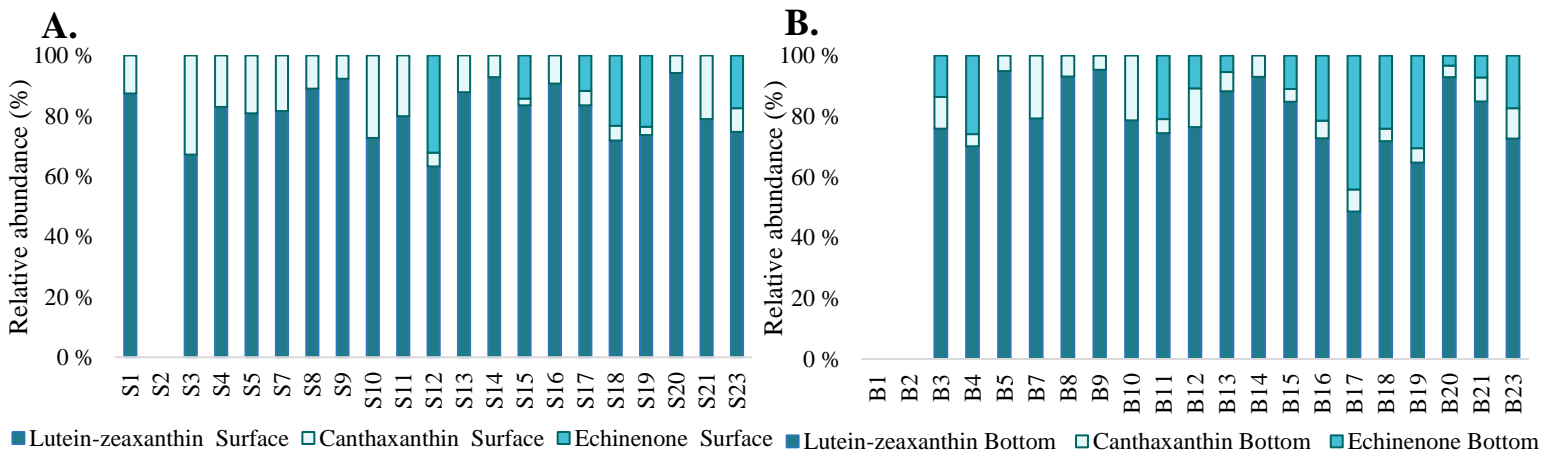 A.
Relative abundance (%)
100 %
80 %
60 %
40 %
20 %
0 %
S1 S2 S3 S4 S5 S7 S8 S9 S10 S11 S12 S13 S14 S15 S16 S17 S18 S19 S20 S21 S23
Lutein-zeaxanthin Surface Canthaxanthin Surface Echinenone Surface
B.
Relative abundance (%)
100 %
80 %
60 %
40 %
20 %
0 %
B1 B2 B3 B4 B5 B7 B8 B9 B10 B11 B12 B13 B14 B15 B16 B17 B18 B19 B20 B21 B23
Lutein-zeaxanthin Bottom Canthaxanthin Bottom Echinenone Bottom